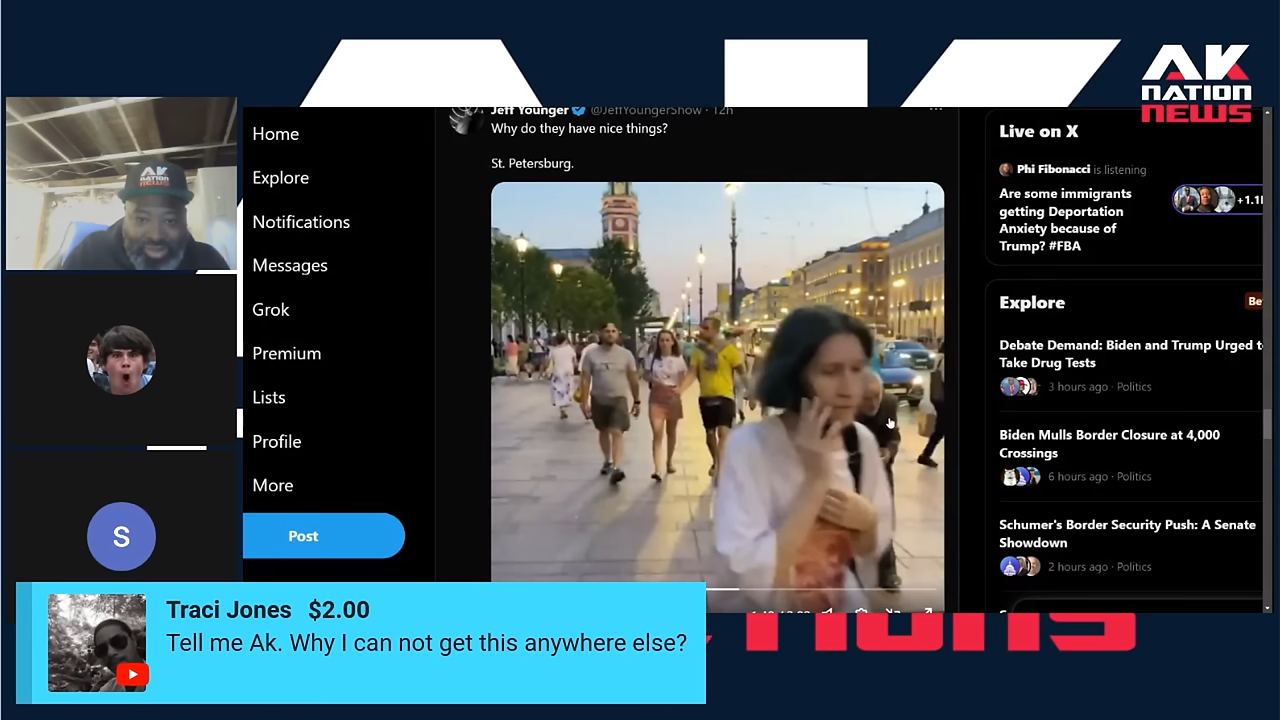 AK
NATION
NEWS
Jeff Younger @JeffYoungerShow · 12h
Why do they have nice things?
St. Petersburg.
Home
Explore
Notifications
Messages
Grok
Premium
Lists
Profile
More
Post
Live on X
Phi Fibonacci is listening
Are some immigrants
getting Deportation
Anxiety because of
Trump? #FBA
Explore
Debate Demand: Biden and Trump Urged t
Take Drug Tests
3 hours ago · Politics
Biden Mulls Border Closure at 4,000
Crossings
6 hours ago · Politics
Schumer's Border Security Push: A Senate
Showdown
2 hours ago · Politics
AK
NATION
NEWS
S
Traci Jones $2.00
Tell me Ak. Why I can not get this anywhere else?